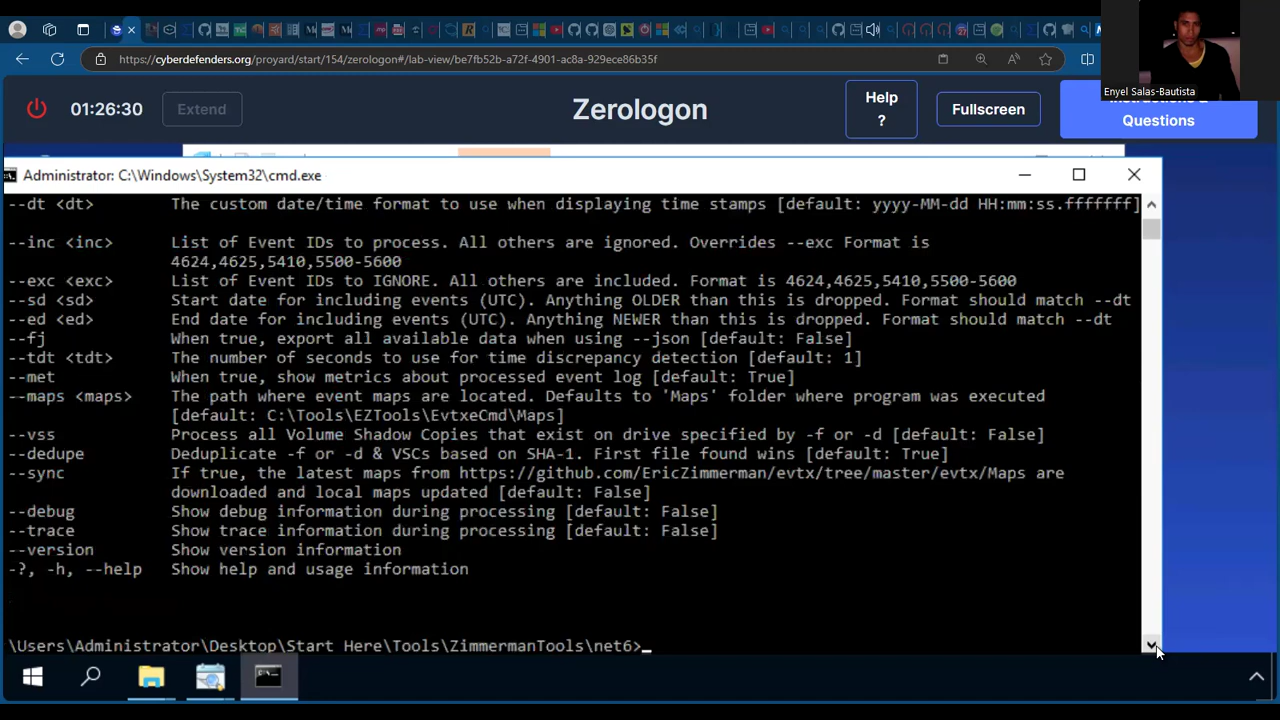 https://cyberdefenders.org/proyard/start/154/zerologon#/lab-view/be7fb52b-a72f-4901-ac8a-929ece86b35f
Enyel Salas-Bautista
01:26:30
Extend
Zerologon
Help
?
Fullscreen
Questions
Administrator: C:\Windows\System32\cmd.exe
--dt <dt> The custom date/time format to use when displaying time stamps [default: yyyy-MM-dd HH:mm:ss.fffffff]
--inc <inc> List of Event IDs to process. All others are ignored. Overrides --exc Format is
4624,4625,5410,5500-5600
--exc <exc> List of Event IDs to IGNORE. All others are included. Format is 4624,4625,5410,5500-5600
--sd <sd> Start date for including events (UTC). Anything OLDER than this is dropped. Format should match --dt
--ed <ed> End date for including events (UTC). Anything NEWER than this is dropped. Format should match --dt
--fj When true, export all available data when using --json [default: False]
--tdt <tdt> The number of seconds to use for time discrepancy detection [default: 1]
--met When true, show metrics about processed event log [default: True]
--maps <maps> The path where event maps are located. Defaults to 'Maps' folder where program was executed
[default: C:\Tools\EZTools\EvtxeCmd\Maps]
--vss Process all Volume Shadow Copies that exist on drive specified by -f or -d [default: False]
--dedupe Deduplicate -f or -d & VSCs based on SHA-1. First file found wins [default: True]
--sync If true, the latest maps from https://github.com/EricZimmerman/evtx/tree/master/evtx/Maps are
downloaded and local maps updated [default: False]
--debug Show debug information during processing [default: False]
--trace Show trace information during processing [default: False]
--version Show version information
-?, -h, --help Show help and usage information
\Users\Administrator\Desktop\Start Here\Tools\ZimmermanTools\net6>